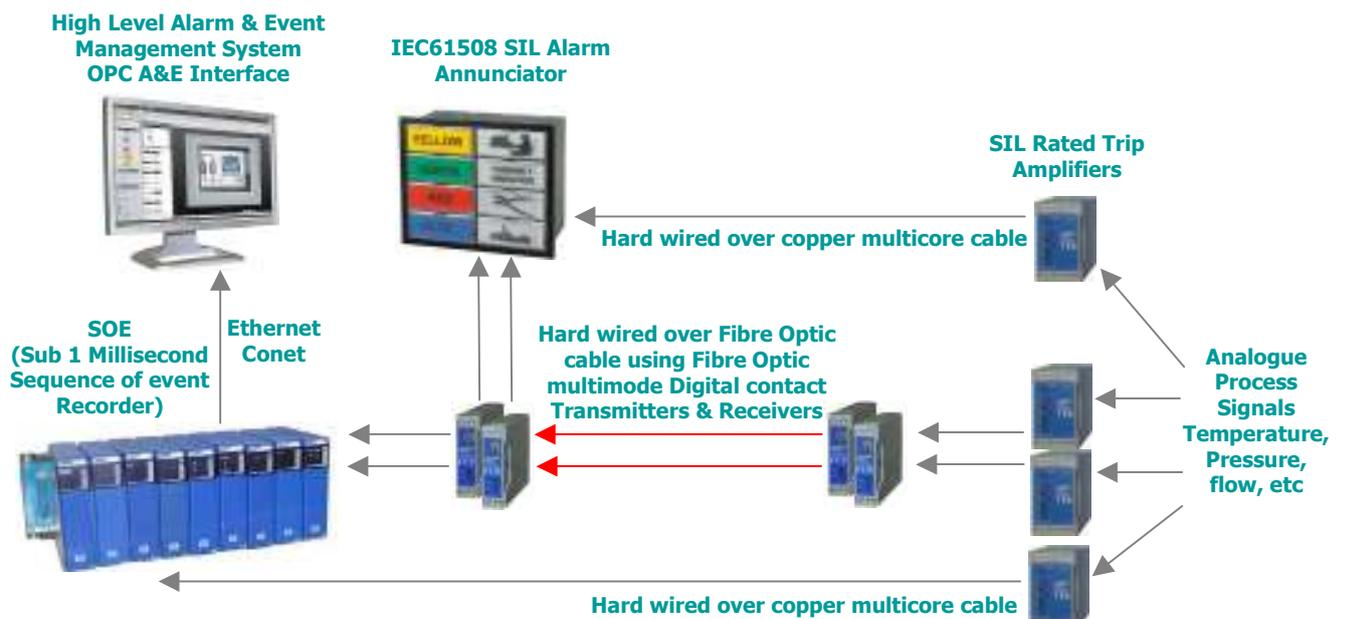 High Level Alarm & Event
Management System
OPC A&E Interface
IEC61508 SIL Alarm
Annunciator
YELLOW
SIL Rated Trip
Amplifiers
Hard wired over copper multicore cable
SOE
(Sub 1 Millisecond
Sequence of event
Recorder)
Ethernet
Conet
Hard wired over Fibre Optic
cable using Fibre Optic
multimode Digital contact
Transmitters & Receivers
Analogue
Process
Signals
Temperature,
Pressure,
flow, etc
Hard wired over copper multicore cable